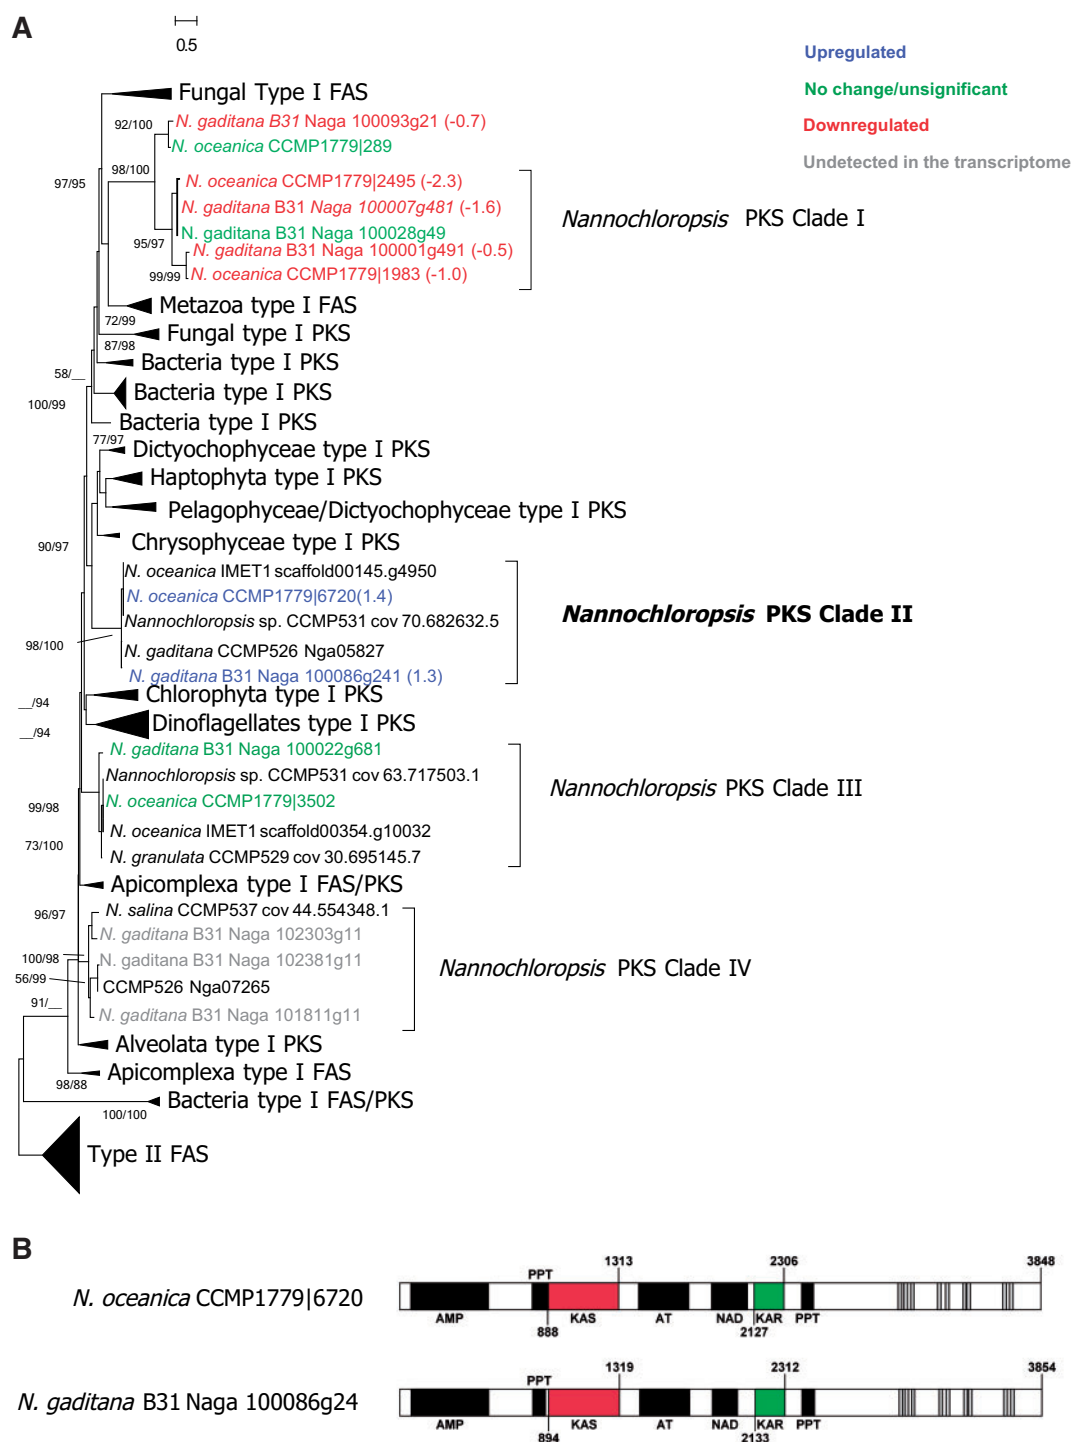 A
0.5
Upregulated
No change/unsignificant
Downregulated
Undetected in the transcriptome
Fungal Type I FAS
92/100
N. gaditana B31 Naga 100093g21 (-0.7)
N. oceanica CCMP1779|289
98/100
97/95
N. oceanica CCMP1779|2495 (-2.3)
N. gaditana B31 Naga 100007g481 (-1.6)
Nannochloropsis PKS Clade I
N. gaditana B31 Naga 100028g49
95/97
N. gaditana B31 Naga 100001g491 (-0.5)
99/99
N. oceanica CCMP1779|1983 (-1.0)
Metazoa type I FAS
72/99
Fungal type I PKS
87/98
Bacteria type I PKS
58/__
Bacteria type I PKS
100/99
Bacteria type I PKS
77/97
Dictyochophyceae type I PKS
Haptophyta type I PKS
Pelagophyceae/Dictyochophyceae type I PKS
Chrysophyceae type I PKS
90/97
N. oceanica IMET1 scaffold00145.g4950
N. oceanica CCMP1779|6720(1.4)
Nannochloropsis PKS Clade II
Nannochloropsis sp. CCMP531 cov 70.682632.5
98/100
N. gaditana CCMP526 Nga05827
N. gaditana B31 Naga 100086g241 (1.3)
Chlorophyta type I PKS
__/94
Dinoflagellates type I PKS
__/94
N. gaditana B31 Naga 100022g681
Nannochloropsis sp. CCMP531 cov 63.717503.1
Nannochloropsis PKS Clade III
N. oceanica CCMP1779|3502
99/98
N. oceanica IMET1 scaffold00354.g10032
73/100
N. granulata CCMP529 cov 30.695145.7
Apicomplexa type I FAS/PKS
96/97
N. salina CCMP537 cov 44.554348.1
N. gaditana B31 Naga 102303g11
100/98
N. gaditana B31 Naga 102381g11
Nannochloropsis PKS Clade IV
56/99
CCMP526 Nga07265
91/__
N. gaditana B31 Naga 101811g11
Alveolata type I PKS
Apicomplexa type I FAS
98/88
Bacteria type I FAS/PKS
100/100
Type II FAS
B
1313
2306
3848
PPT
N. oceanica CCMP1779|6720
AMP
KAS
AT
NAD
KAR
PPT
888
2127
1319
2312
3854
PPT
N. gaditana B31 Naga 100086g24
AMP
KAS
AT
NAD
KAR
PPT
894
2133